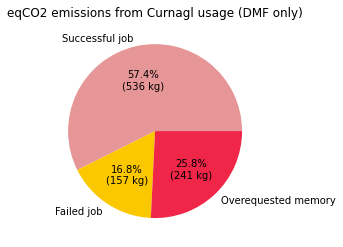 eqCO2 emissions from Curnagl usage (DMF only)
Successful job
57.4%
(536 kg)
16.8%
(157 kg)
25.8%
(241 kg)
Failed job
Overequested memory